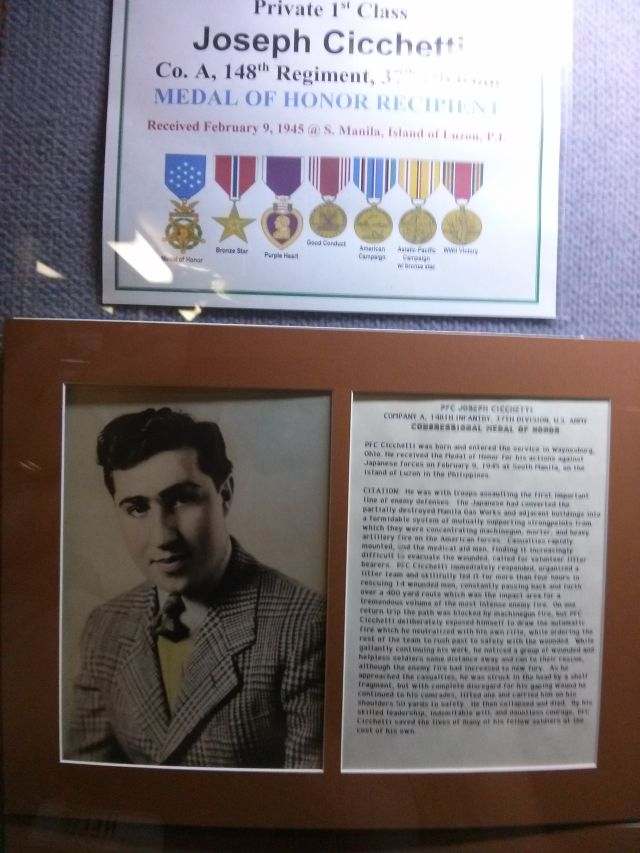 Private 1st Class
Joseph Cicchetti
Co. A, 148th Regiment, 37th
MEDAL OF HONOR RECIPIENT
Received February 9, 1945 @ S. Manila, Island of Luzon, P.I.
Medal of Honor
Bronze Star
Purple Heart
Good Conduct
American
Campaign
Asiatic-Pacific
Campaign
w/ bronze star
WWII Victory
PFC JOSEPH CICCHETTI
COMPANY A, 148TH INFANTRY, 37TH DIVISION, U.S. ARMY
CONGRESSIONAL MEDAL OF HONOR
PFC Cicchetti was born and entered the service in Waynesburg,
Ohio. He received the Medal of Honor for his actions against
Japanese forces on February 9, 1945 at South Manila, on the
Island of Luzon in the Philippines.
CITATION: He was with troops assaulting the first important
line of enemy defenses. The Japanese had converted the
partially destroyed Manila Gas Works and adjacent buildings into
a formidable system of mutually supporting strongpoints from
which they were concentrating machinegun, mortar, and heavy
artillery fire on the American forces. Casualties rapidly
mounted, and the medical aid men, finding it increasingly
difficult to evacuate the wounded, called for volunteer litter
bearers. PFC Cicchetti immediately responded, organized a
litter team and skillfully led it for more than four hours in
rescuing 14 wounded men, constantly passing back and forth
over a 400 yard route which was the impact area for a
tremendous volume of the most intense enemy fire. On one
return trip the path was blocked by machinegun fire, but PFC
Cicchetti deliberately exposed himself to draw the automatic
fire which he neutralized with his own rifle, while ordering the
rest of the team to rush past to safety with the wounded. While
gallantly continuing his work, he noticed a group of wounded and
helpless soldiers some distance away and ran to their rescue,
although the enemy fire had increased to new fury. As he
approached the casualties, he was struck in the head by a shell
fragment, but with complete disregard for his gaping wound he
continued to his comrades, lifted one and carried him on his
shoulders 50 yards to safety. He then collapsed and died. By his
skilled leadership, indomitable will, and dauntless courage, PFC
Cicchetti saved the lives of many of his fellow soldiers at the
cost of his own.